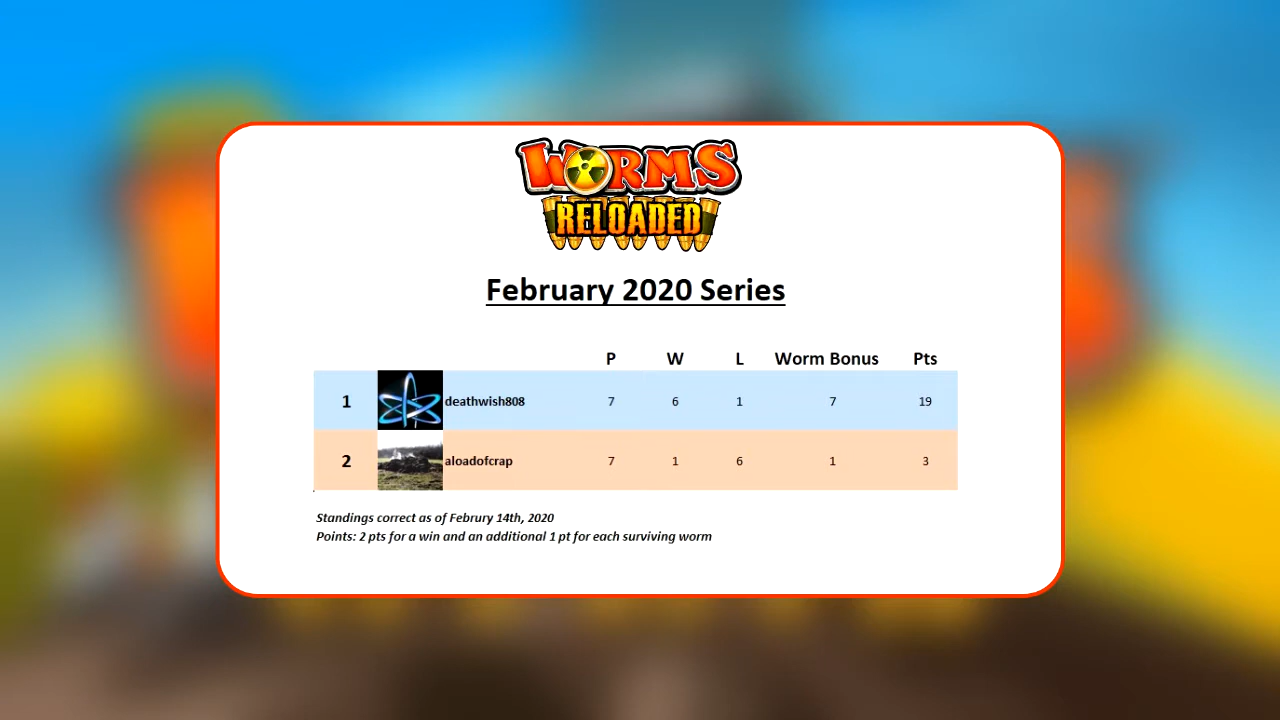 WORMS
RELOADED
February 2020 Series
P W L Worm Bonus Pts
1 deathwish808 7 6 1 7 19
2 aloadofcrap 7 1 6 1 3
Standings correct as of Februry 14th, 2020
Points: 2 pts for a win and an additional 1 pt for each surviving worm